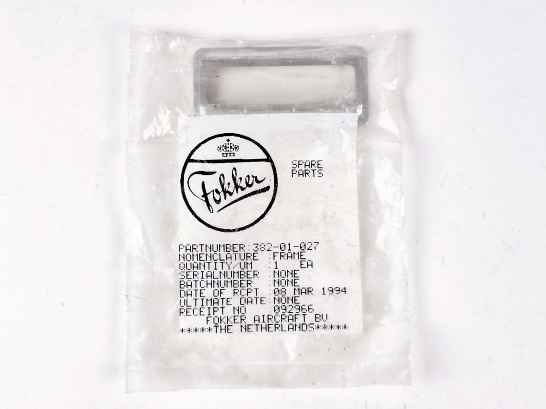 Fokker
SPARE
PARTS
PARTNUMBER:382-01-027
NOMENCLATURE :FRAME
QUANTITY/UM :1 EA
SERIALNUMBER :NONE
BATCHNUMBER :NONE
DATE OF RCPT :08 MAR 1994
ULTIMATE DATE:NONE
RECEIPT NO 092966
FOKKER AIRCRAFT BV
*****THE NETHERLANDS*****